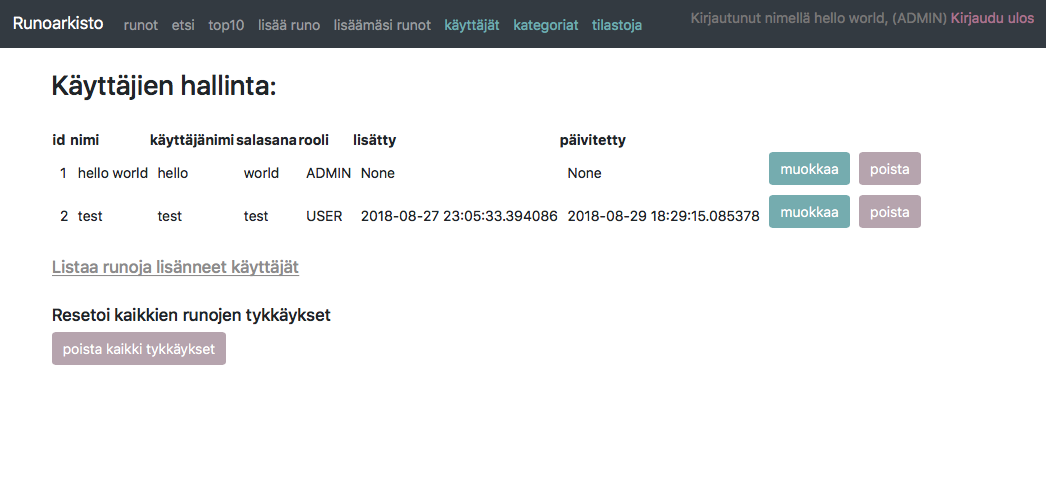 Runoarkisto runot etsi top10 lisää runo lisäämäsi runot käyttäjät kategoriat tilastoja Kirjautunut nimellä hello world, (ADMIN) Kirjaudu ulos
Käyttäjien hallinta:
id nimi käyttäjänimi salasana rooli lisätty päivitetty
1 hello world hello world ADMIN None None muokkaa poista
2 test test test USER 2018-08-27 23:05:33.394086 2018-08-29 18:29:15.085378 muokkaa poista
Listaa runoja lisänneet käyttäjät
Resetoi kaikkien runojen tykkäykset
poista kaikki tykkäykset